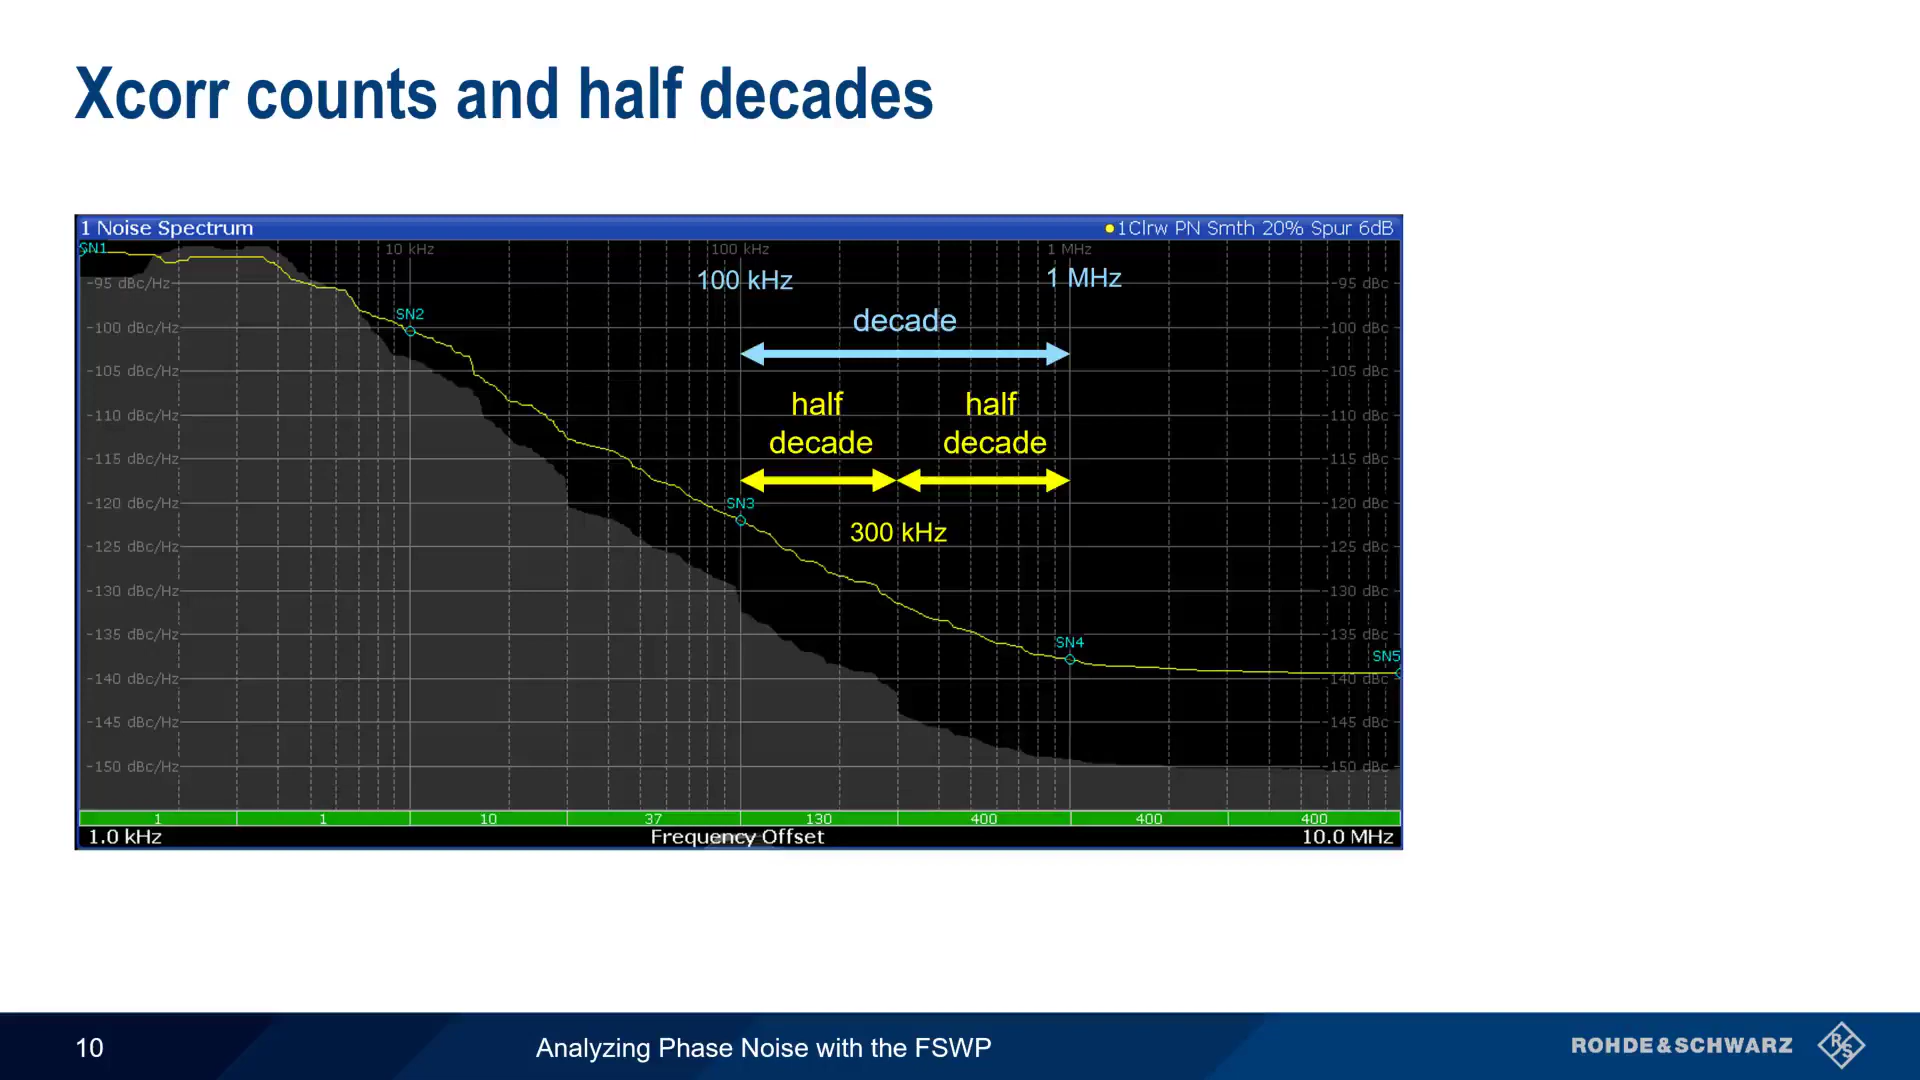 Xcorr counts and half decades
1 Noise Spectrum
1Clrw PN Smth 20% Spur 6dB
SN1
10 kHz
100 kHz
1 MHz
100 kHz
1 MHz
-95 dBc/Hz
-95 dBc
SN2
decade
-100 dBc/Hz
-100 dBc
-105 dBc/Hz
-105 dBc
half
decade
half
decade
-110 dBc/Hz
-110 dBc
-115 dBc/Hz
-115 dBc
SN3
-120 dBc/Hz
-120 dBc
300 kHz
-125 dBc/Hz
-125 dBc
-130 dBc/Hz
-130 dBc
-135 dBc/Hz
-135 dBc
SN4
SN5
-140 dBc/Hz
-140 dBc
-145 dBc/Hz
-145 dBc
-150 dBc/Hz
-150 dBc
1 1 10 37 130 400 400 400
1.0 kHz
Frequency Offset
10.0 MHz
10
Analyzing Phase Noise with the FSWP
ROHDE&SCHWARZ
RS